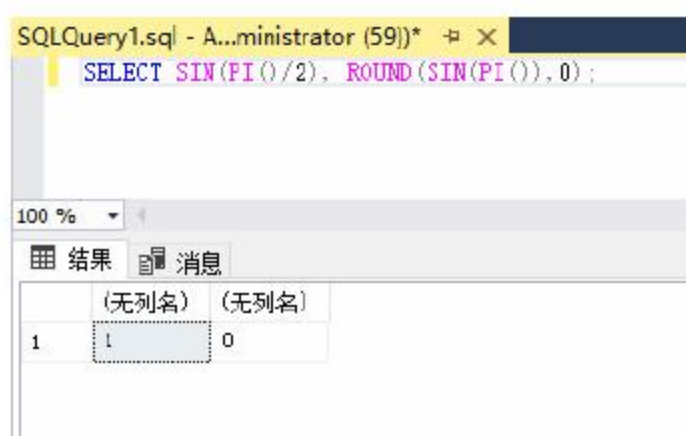 SQLQuery1.sql - A...ministrator (59))*
SELECT SIN(PI()/2), ROUND(SIN(PI()),0);
100 %
结果 消息
(无列名) (无列名)
1 1 0